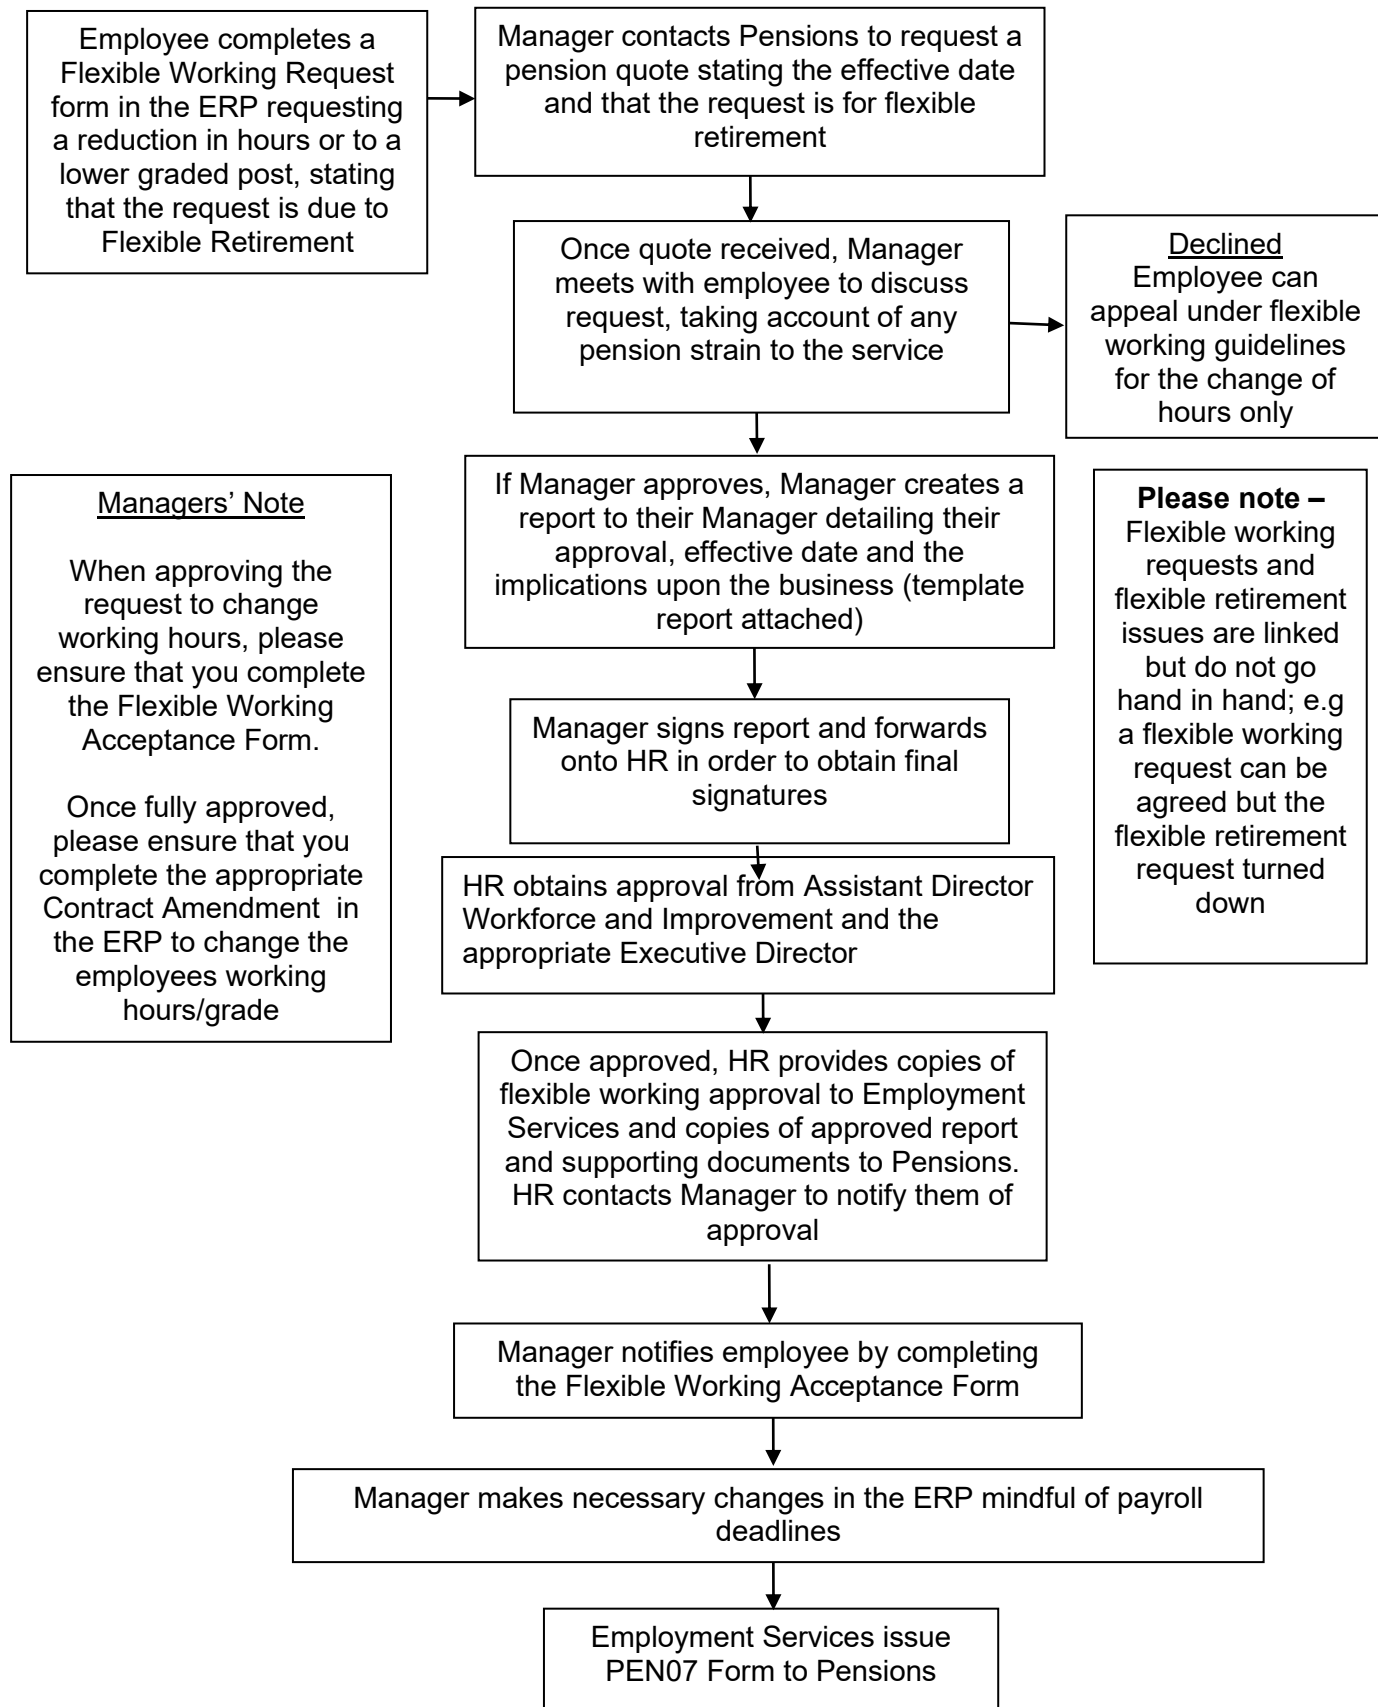 Employee completes a
Flexible Working Request
form in the ERP requesting
a reduction in hours or to a
lower graded post, stating
that the request is due to
Flexible Retirement
Manager contacts Pensions to request a
pension quote stating the effective date
and that the request is for flexible
retirement
Once quote received, Manager
meets with employee to discuss
request, taking account of any
pension strain to the service
Declined
Employee can
appeal under flexible
working guidelines
for the change of
hours only
If Manager approves, Manager creates a
report to their Manager detailing their
approval, effective date and the
implications upon the business (template
report attached)
Managers’ Note
When approving the
request to change
working hours, please
ensure that you complete
the Flexible Working
Acceptance Form.
Once fully approved,
please ensure that you
complete the appropriate
Contract Amendment  in
the ERP to change the
employees working
hours/grade
Please note –
Flexible working
requests and
flexible retirement
issues are linked
but do not go
hand in hand; e.g
a flexible working
request can be
agreed but the
flexible retirement
request turned
down
Manager signs report and forwards
onto HR in order to obtain final
signatures
HR obtains approval from Assistant Director
Workforce and Improvement and the
appropriate Executive Director
Once approved, HR provides copies of
flexible working approval to Employment
Services and copies of approved report
and supporting documents to Pensions.
HR contacts Manager to notify them of
approval
Manager notifies employee by completing
the Flexible Working Acceptance Form
Manager makes necessary changes in the ERP mindful of payroll
deadlines
Employment Services issue
PEN07 Form to Pensions